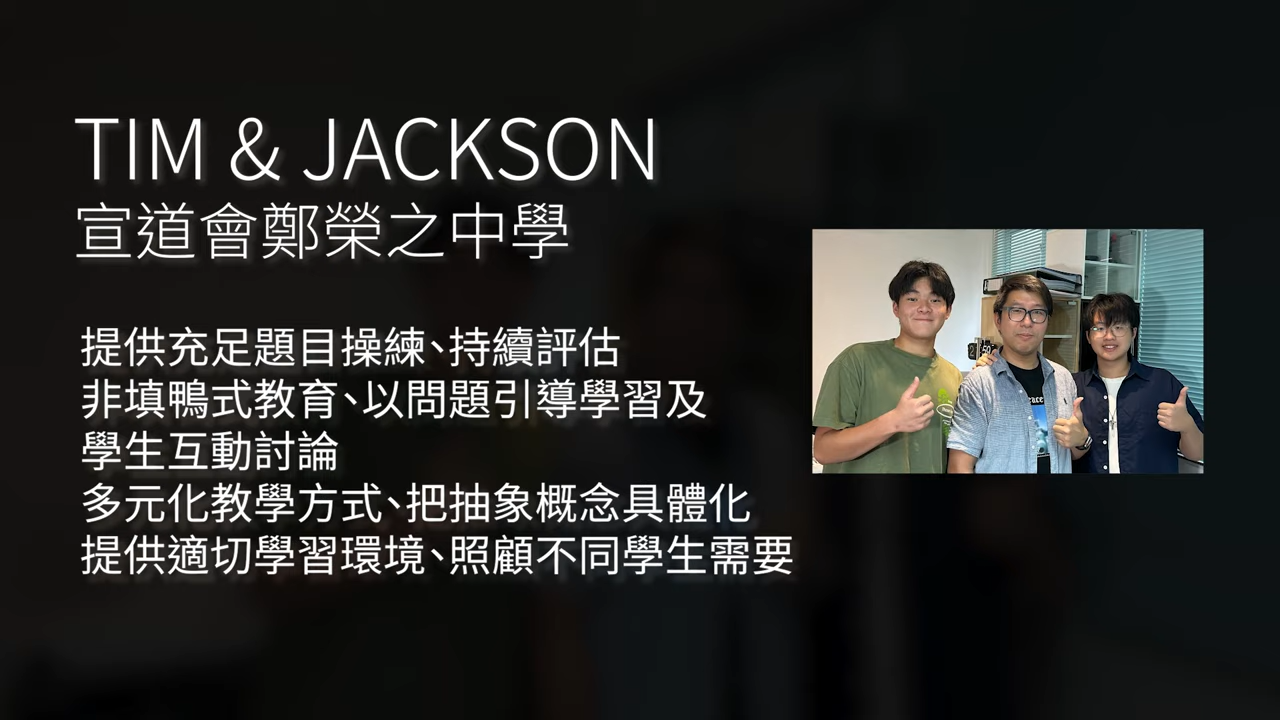 TIM & JACKSON
宣道會鄭榮之中學
提供充足題目操練、持續評估
非填鴨式教育、以問題引導學習及
學生互動討論
多元化教學方式、把抽象概念具體化
提供適切學習環境、照顧不同學生需要